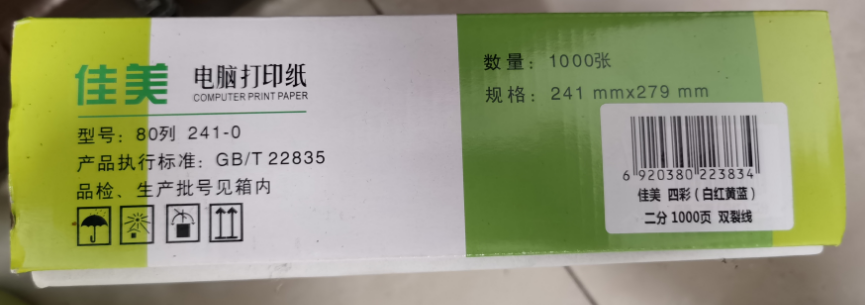 佳美 电脑打印纸
COMPUTER PRINT PAPER
型号：80列 241-0
产品执行标准：GB/T 22835
品检、生产批号见箱内
数量：1000张
规格：241 mmx279 mm
6 920380 223834
佳美 四彩（白红黄蓝）
二分 1000页 双裂线